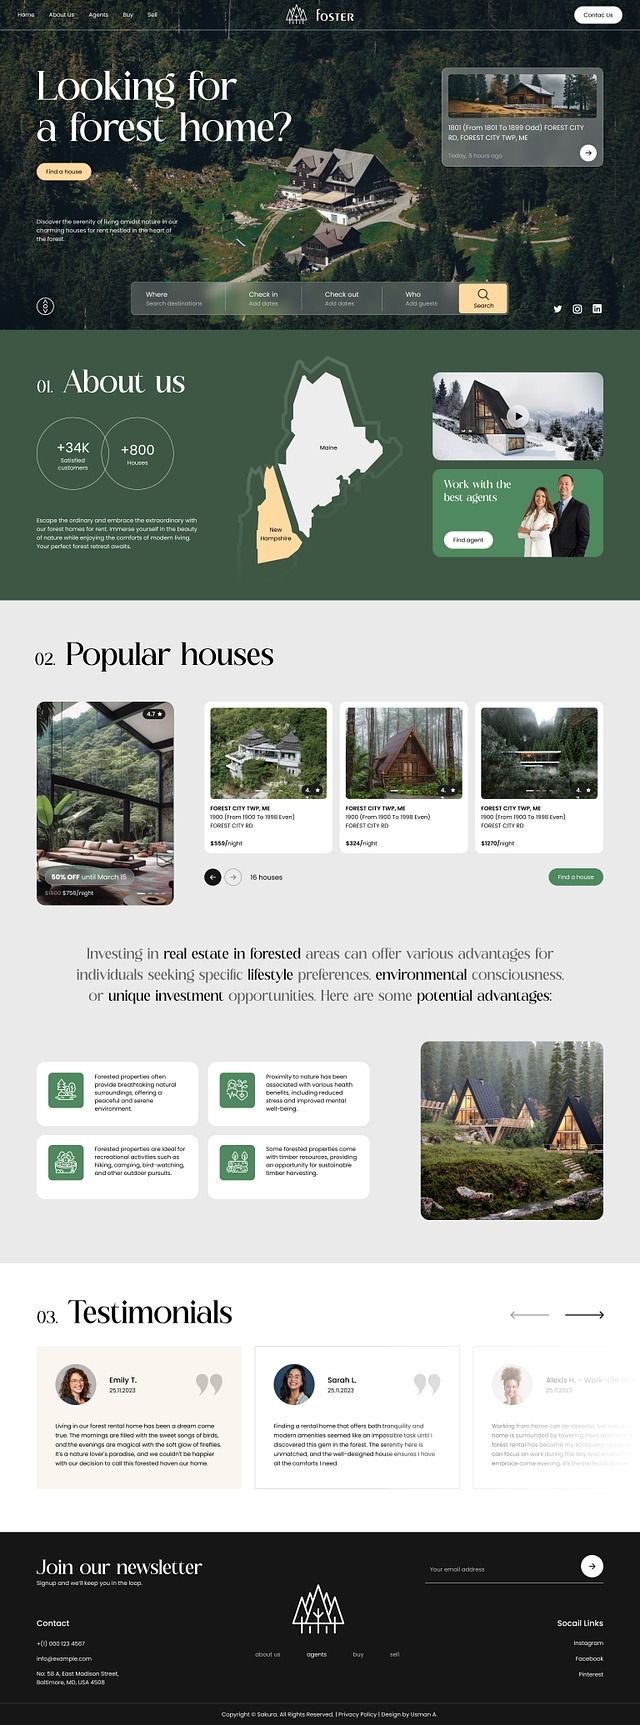 Home About Us Agents Buy Sell
foster
Contac Us
Looking for
a forest home?
Find a house
Discover the serenity of living amidst nature in our
charming houses for rent nestled in the heart of
the forest.
1801 (From 1801 To 1899 Odd) FOREST CITY
RD, FOREST CITY TWP, ME
Today, 5 hours ago
Where
Search destinations
Check in
Add dates
Check out
Add dates
Who
Add guests
Search
01. About us
+34K
Satisfied
customers
+800
Houses
Escape the ordinary and embrace the extraordinary with
our forest homes for rent. Immerse yourself in the beauty
of nature while enjoying the comforts of modern living.
Your perfect forest retreat awaits.
Maine
New
Hampshire
Work with the
best agents
Find agent
02. Popular houses
4.7
50% OFF until March 15
$1500 $756/night
4.
FOREST CITY TWP, ME
1900 (From 1900 To 1998 Even)
FOREST CITY RD
$559/night
4.
FOREST CITY TWP, ME
1900 (From 1900 To 1998 Even)
FOREST CITY RD
$324/night
4.
FOREST CITY TWP, ME
1900 (From 1900 To 1998 Even)
FOREST CITY RD
$1270/night
16 houses
Find a house
Investing in real estate in forested areas can offer various advantages for
individuals seeking specific lifestyle preferences, environmental consciousness,
or unique investment opportunities. Here are some potential advantages:
Forested properties often
provide breathtaking natural
surroundings, offering a
peaceful and serene
environment.
Proximity to nature has been
associated with various health
benefits, including reduced
stress and improved mental
well-being.
Forested properties are ideal for
recreational activities such as
hiking, camping, bird-watching,
and other outdoor pursuits.
Some forested properties come
with timber resources, providing
an opportunity for sustainable
timber harvesting.
03. Testimonials
Emily T.
25.11.2023
Living in our forest rental home has been a dream come
true. The mornings are filled with the sweet songs of birds,
and the evenings are magical with the soft glow of fireflies.
It's a nature lover's paradise, and we couldn't be happier
with our decision to call this forested haven our home.
Sarah L.
25.11.2023
Finding a rental home that offers both tranquility and
modern amenities seemed like an impossible task until I
discovered this gem in the forest. The serenity here is
unmatched, and the well-designed house ensures I have
all the comforts I need
Alexis H. - Work-Life
25.11.2023
Working from home can be stressful, but
home is surrounded by towering trees
forest rental has become my sanctuary
can focus on work during the day and
embrace come evening. It's the perfect balance
Join our newsletter
Signup and we'll keep you in the loop.
Your email address
Contact
+(1) 000 123 4567
info@example.com
No: 58 A, East Madison Street,
Baltimore, MD, USA 4508
about us agents buy sell
Socail Links
Instagram
Facebook
Pinterest
Copyright © Sakura. All Rights Reserved. | Privacy Policy | Design by Usman A.